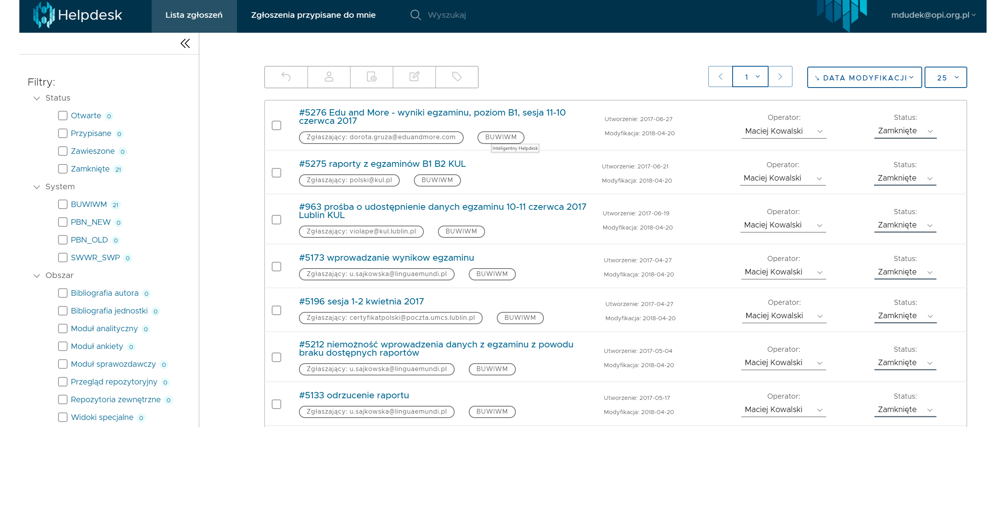 Helpdesk
Lista zgłoszeń
Zgłoszenia przypisane do mnie
Wyszukaj
mdudek@opi.org.pl
Filtry:
Status
Otwarte 0
Przypisane 0
Zawieszone 0
Zamknięte 21
System
BUWIWM 21
PBN_NEW 0
PBN_OLD 0
SWWR_SWP 0
Obszar
Bibliografia autora 0
Bibliografia jednostki 0
Moduł analityczny 0
Moduł ankiety 0
Moduł sprawozdawczy 0
Przegląd repozytoryjny 0
Repozytoria zewnętrzne 0
Widoki specjalne 0
1
DATA MODYFIKACJI
25
#5276 Edu and More - wyniki egzaminu, poziom B1, sesja 11-10
czerwca 2017
Zgłaszający: dorota.gruza@eduandmore.com
BUWIWM
Inteligentny Helpdesk
Utworzenie: 2017-06-27
Modyfikacja: 2018-04-20
Operator:
Maciej Kowalski
Status:
Zamknięte
#5275 raporty z egzaminów B1 B2 KUL
Zgłaszający: polski@kul.pl
BUWIWM
Utworzenie: 2017-06-21
Modyfikacja: 2018-04-20
Operator:
Maciej Kowalski
Status:
Zamknięte
#963 prośba o udostępnienie danych egzaminu 10-11 czerwca 2017
Lublin KUL
Zgłaszający: violape@kul.lublin.pl
BUWIWM
Utworzenie: 2017-06-19
Modyfikacja: 2018-04-20
Operator:
Maciej Kowalski
Status:
Zamknięte
#5173 wprowadzanie wynikow egzaminu
Zgłaszający: u.sajkowska@linguaemundi.pl
BUWIWM
Utworzenie: 2017-04-27
Modyfikacja: 2018-04-20
Operator:
Maciej Kowalski
Status:
Zamknięte
#5196 sesja 1-2 kwietnia 2017
Zgłaszający: certyfikatpolski@poczta.umcs.lublin.pl
BUWIWM
Utworzenie: 2017-04-27
Modyfikacja: 2018-04-20
Operator:
Maciej Kowalski
Status:
Zamknięte
#5212 niemożność wprowadzenia danych z egzaminu z powodu
braku dostępnych raportów
Zgłaszający: u.sajkowska@linguaemundi.pl
BUWIWM
Utworzenie: 2017-05-04
Modyfikacja: 2018-04-20
Operator:
Maciej Kowalski
Status:
Zamknięte
#5133 odrzucenie raportu
Zgłaszający: u.sajkowska@linguaemundi.pl
BUWIWM
Utworzenie: 2017-05-17
Modyfikacja: 2018-04-20
Operator:
Maciej Kowalski
Status:
Zamknięte